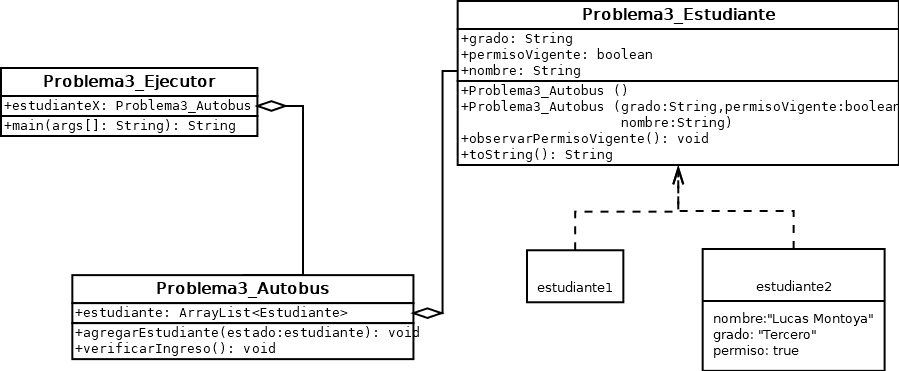 Problema3_Estudiante
+grado: String
+permisoVigente: boolean
+nombre: String
+Problema3_Autobus ()
+Problema3_Autobus (grado:String,permisoVigente:boolean
nombre:String)
+observarPermisoVigente(): void
+toString(): String
Problema3_Ejecutor
+estudianteX: Problema3_Autobus
+main(args[]: String): String
Problema3_Autobus
+estudiante: ArrayList<Estudiante>
+agregarEstudiante(estado:estudiante): void
+verificarIngreso(): void
estudiante1
estudiante2
nombre:"Lucas Montoya"
grado: "Tercero"
permiso: true